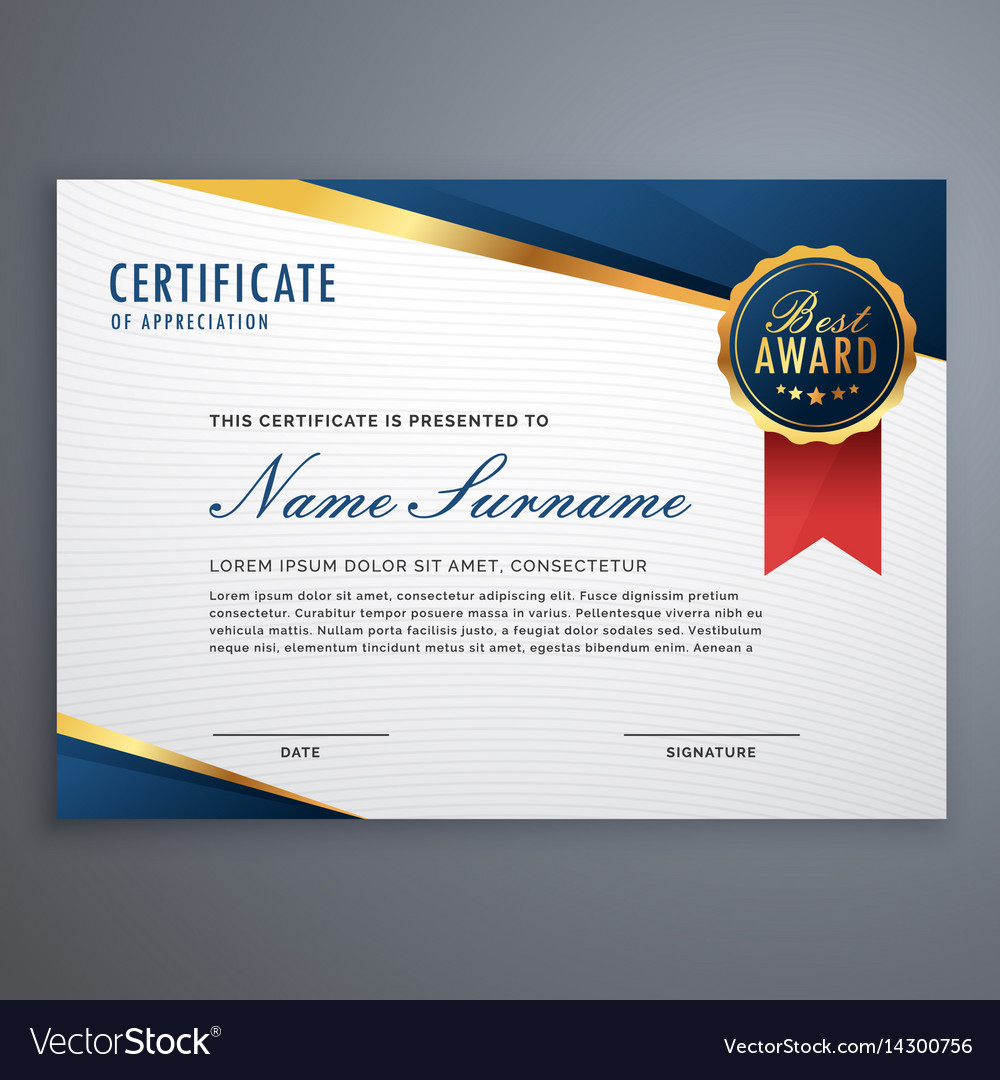 CERTIFICATE
OF APPRECIATION
Best
AWARD
THIS CERTIFICATE IS PRESENTED TO
Name Surname
LOREM IPSUM DOLOR SIT AMET, CONSECTETUR
Lorem ipsum dolor sit amet, consectetur adipiscing elit. Fusce dignissim pretium
consectetur. Curabitur tempor posuere massa in varius. Pellentesque viverra nibh eu
vehicula mattis. Nullam porta facilisis justo, a feugiat dolor sodales sed. Vestibulum
neque nisi, elementum tincidunt metus sit amet, egestas bibendum enim. Aenean a
DATE
SIGNATURE
VectorStock®
VectorStock.com/14300756